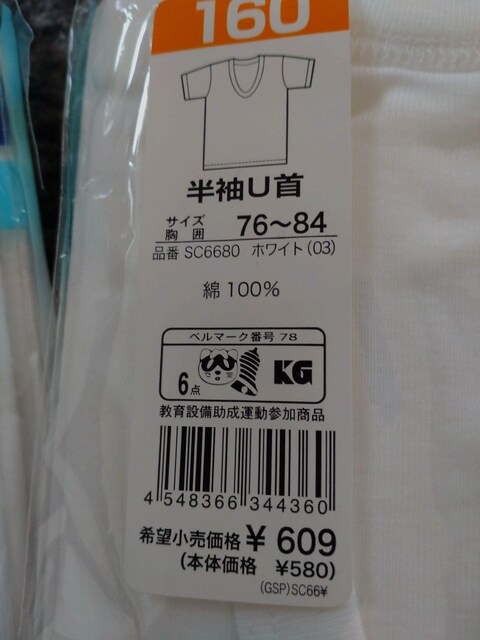 160
半袖U首
サイズ
胸囲 76～84
品番 SC6680 ホワイト(03)
綿 100%
ベルマーク番号 78
6点 KG
教育設備助成運動参加商品
4 548366 344360
希望小売価格 ¥ 609
(本体価格 ¥580)
(GSP)SC66¥